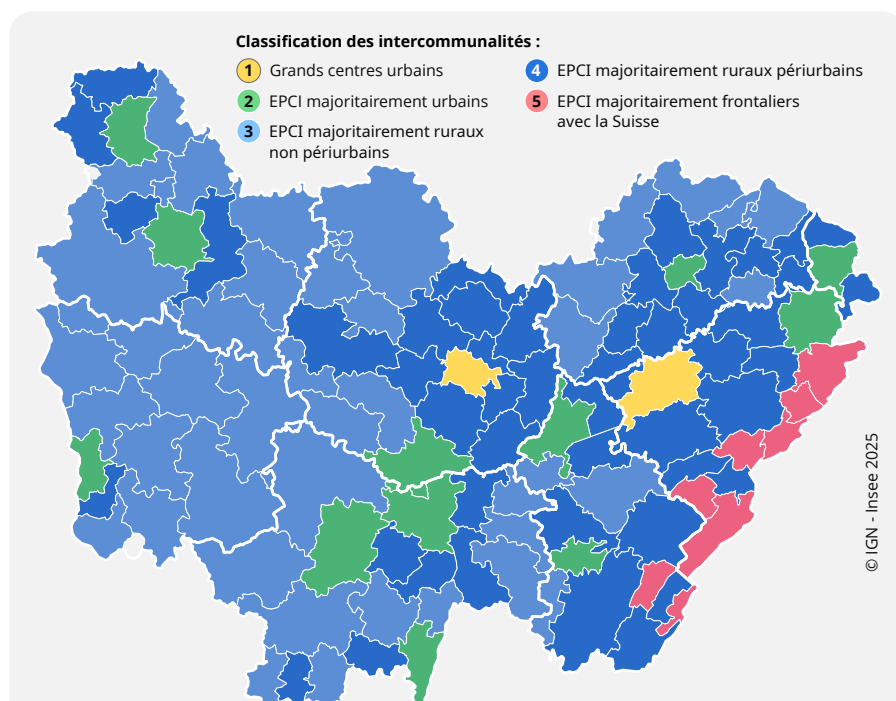 Classification des intercommunalités :
1 Grands centres urbains
2 EPCI majoritairement urbains
3 EPCI majoritairement ruraux
non périurbains
4 EPCI majoritairement ruraux périurbains
5 EPCI majoritairement frontaliers
avec la Suisse
© IGN - Insee 2025